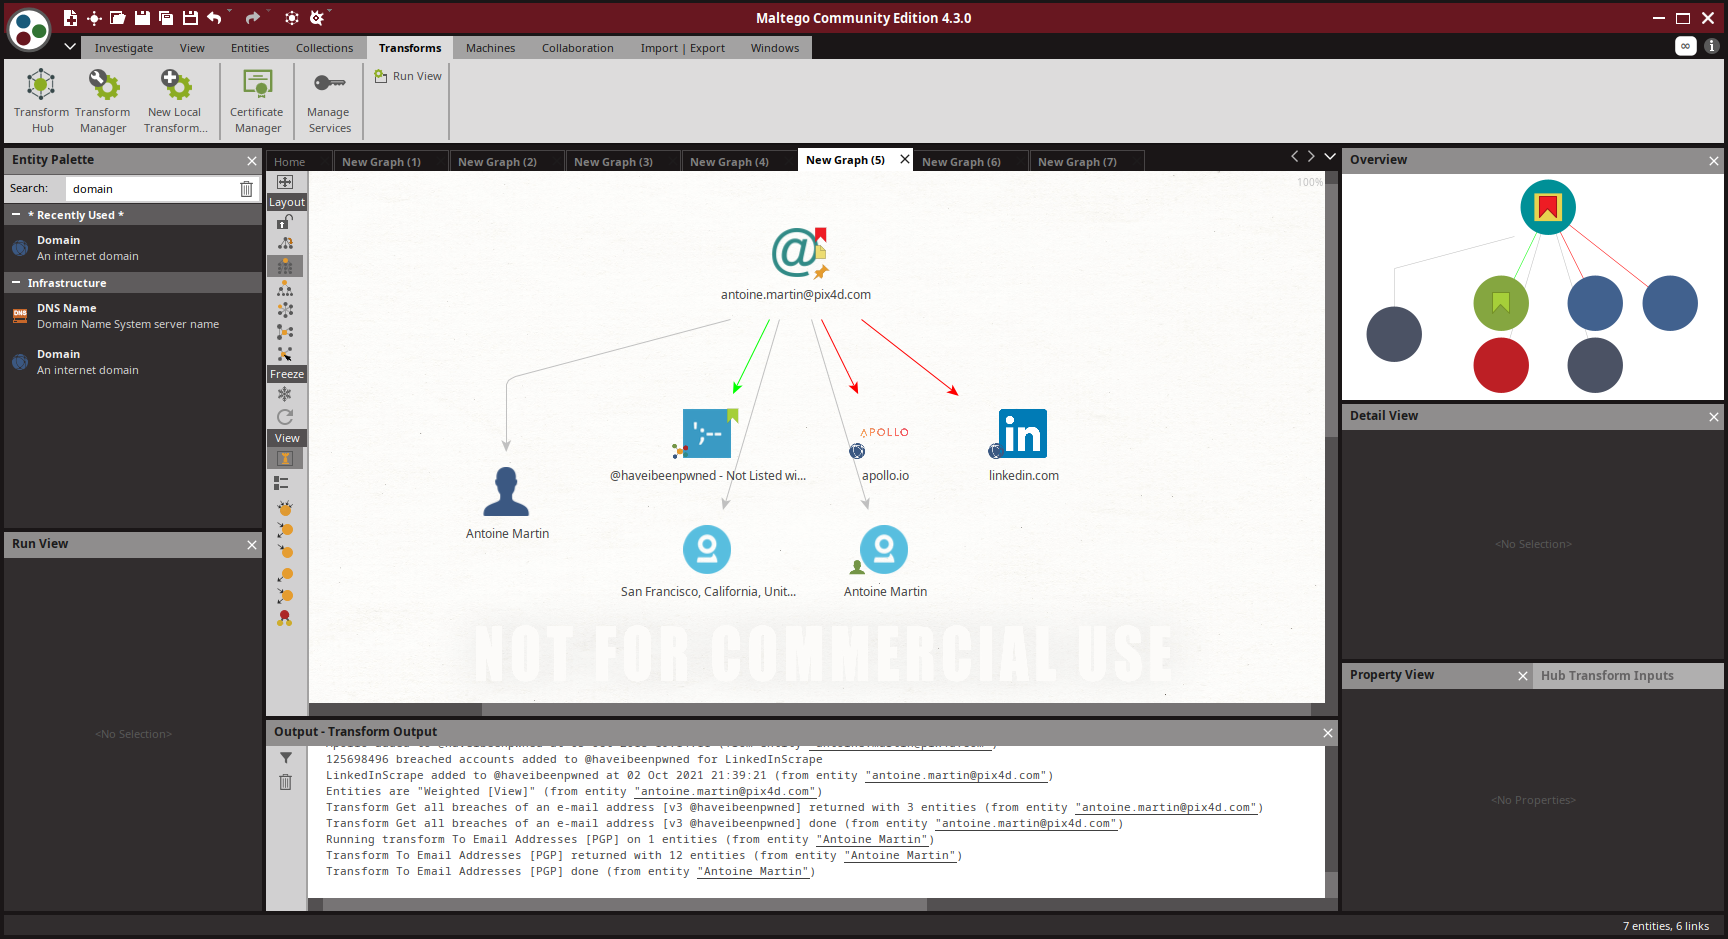 Maltego Community Edition 4.3.0
Investigate View Entities Collections Transforms Machines Collaboration Import | Export Windows
Transform Hub
Transform Manager
New Local Transform...
Certificate Manager
Manage Services
Run View
Entity Palette
Search: domain
* Recently Used *
Domain
An internet domain
Infrastructure
DNS
DNS Name
Domain Name System server name
Domain
An internet domain
Run View
<No Selection>
Home New Graph (1) New Graph (2) New Graph (3) New Graph (4) New Graph (5) New Graph (6) New Graph (7)
Layout
Freeze
View
100%
@
antoine.martin@pix4d.com
';--
@haveibeenpwned - Not Listed wi...
APOLLO
apollo.io
in
linkedin.com
Antoine Martin
San Francisco, California, Unit...
Antoine Martin
NOT FOR COMMERCIAL USE
Output - Transform Output
125698496 breached accounts added to @haveibeenpwned for LinkedInScrape
LinkedInScrape added to @haveibeenpwned at 02 Oct 2021 21:39:21 (from entity "antoine.martin@pix4d.com")
Entities are "Weighted [View]" (from entity "antoine.martin@pix4d.com")
Transform Get all breaches of an e-mail address [v3 @haveibeenpwned] returned with 3 entities (from entity "antoine.martin@pix4d.com")
Transform Get all breaches of an e-mail address [v3 @haveibeenpwned] done (from entity "antoine.martin@pix4d.com")
Running transform To Email Addresses [PGP] on 1 entities (from entity "Antoine Martin")
Transform To Email Addresses [PGP] returned with 12 entities (from entity "Antoine Martin")
Transform To Email Addresses [PGP] done (from entity "Antoine Martin")
Overview
Detail View
<No Selection>
Property View Hub Transform Inputs
<No Properties>
7 entities, 6 links